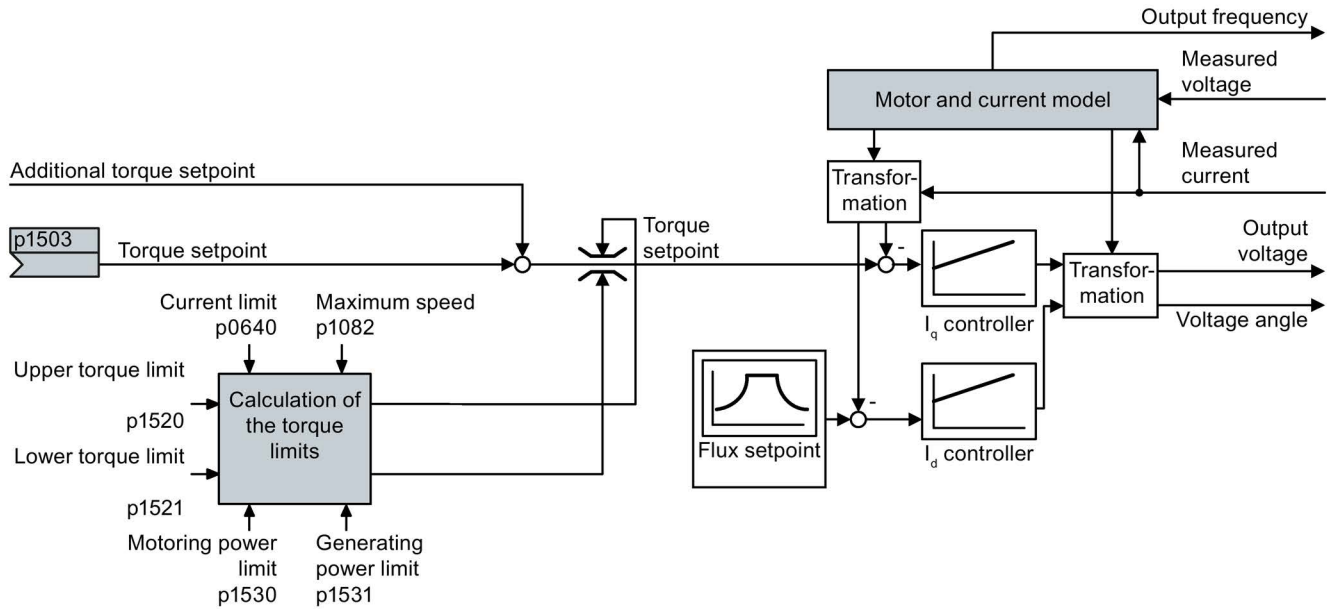 Output frequency
Measured
voltage
Motor and current model
Measured
current
Additional torque setpoint
Transfor-
mation
p1503
Torque setpoint
Torque
setpoint
-
Output
voltage
Transfor-
mation
Voltage angle
Iq controller
Current limit
p0640
Maximum speed
p1082
Upper torque limit
p1520
Lower torque limit
p1521
Calculation of
the torque
limits
Flux setpoint
-
Id controller
Motoring power
limit
p1530
Generating
power limit
p1531